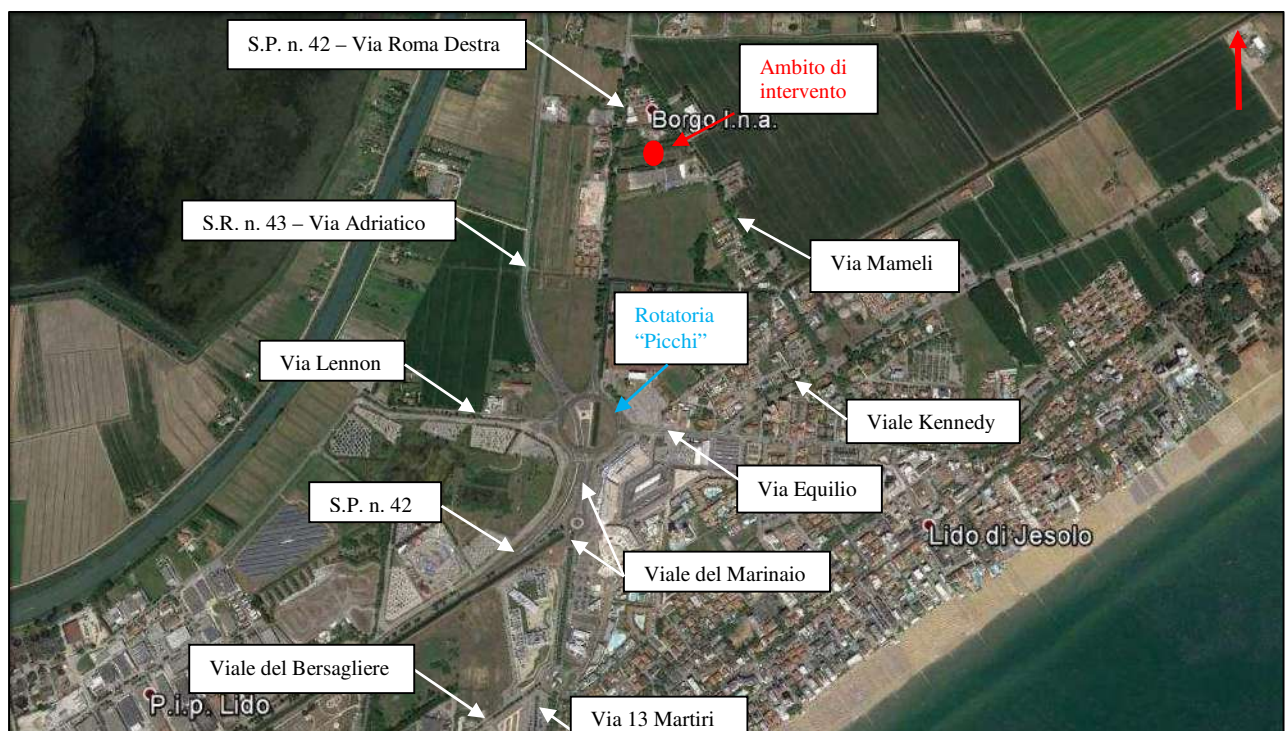 S.P. n. 42 – Via Roma Destra
Ambito di
intervento
Borgo I.n.a.
S.R. n. 43 – Via Adriatico
Via Mameli
Rotatoria
“Picchi”
Via Lennon
Viale Kennedy
Via Equilio
S.P. n. 42
Lido di Jesolo
Viale del Marinaio
Viale del Bersagliere
P.i.p. Lido
Via 13 Martiri